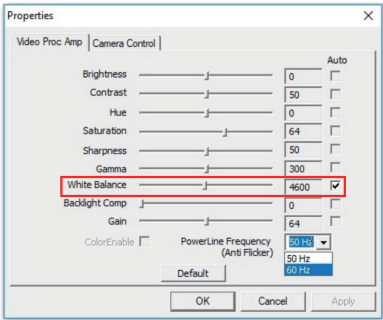 Properties
Video Proc Amp Camera Control
Auto
Brightness 0
Contrast 50
Hue 0
Saturation 64
Sharpness 50
Gamma 300
White Balance 4600
Backlight Comp 0
Gain 64
ColorEnable PowerLine Frequency 50 Hz
(Anti Flicker)
50 Hz
60 Hz
Default
OK Cancel Apply